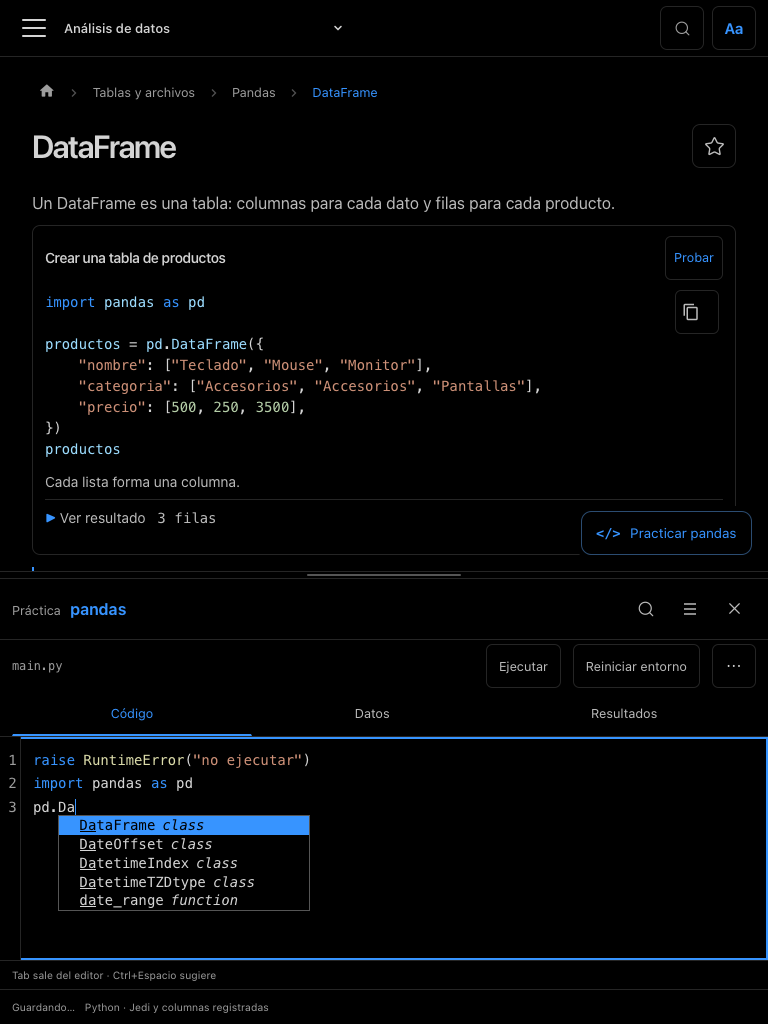 Análisis de datos
Aa
Tablas y archivos
Pandas
DataFrame
DataFrame
Un DataFrame es una tabla: columnas para cada dato y filas para cada producto.
Crear una tabla de productos
Probar
import pandas as pd
productos = pd.DataFrame({
    "nombre": ["Teclado", "Mouse", "Monitor"],
    "categoria": ["Accesorios", "Accesorios", "Pantallas"],
    "precio": [500, 250, 3500],
})
productos
Cada lista forma una columna.
Ver resultado 3 filas
</> Practicar pandas
Práctica pandas
main.py
Ejecutar
Reiniciar entorno
...
Código
Datos
Resultados
1 raise RuntimeError("no ejecutar")
2 import pandas as pd
3 pd.Da
DataFrame class
DateOffset class
DatetimeIndex class
DatetimeTZDtype class
date_range function
Tab sale del editor · Ctrl+Espacio sugiere
Guardando... Python · Jedi y columnas registradas